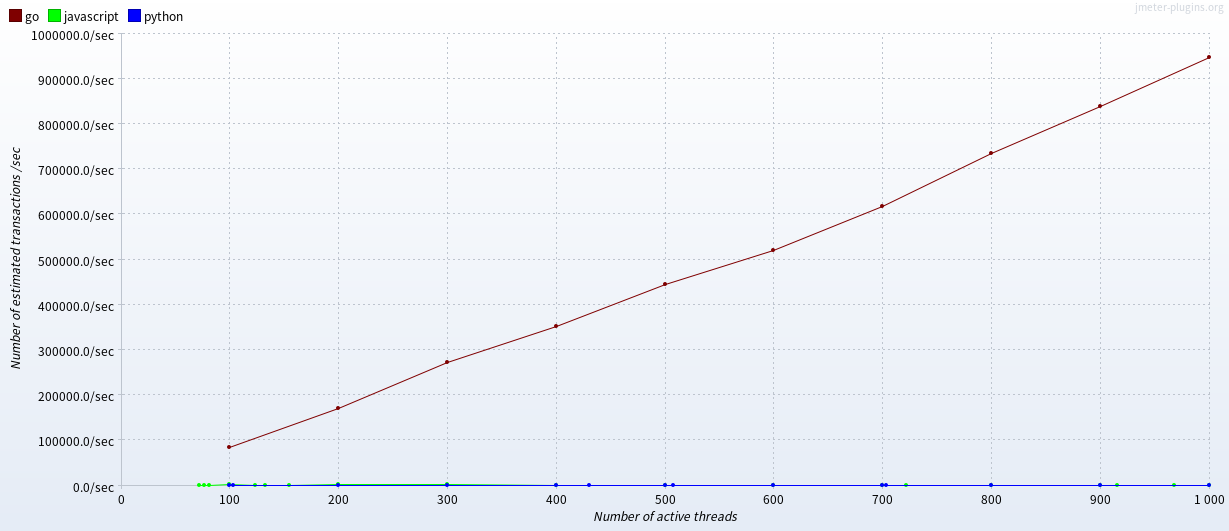 go javascript python
jmeter-plugins.org
1000000.0/sec
900000.0/sec
800000.0/sec
700000.0/sec
600000.0/sec
500000.0/sec
400000.0/sec
300000.0/sec
200000.0/sec
100000.0/sec
0.0/sec
Number of estimated transactions /sec
0 100 200 300 400 500 600 700 800 900 1 000
Number of active threads